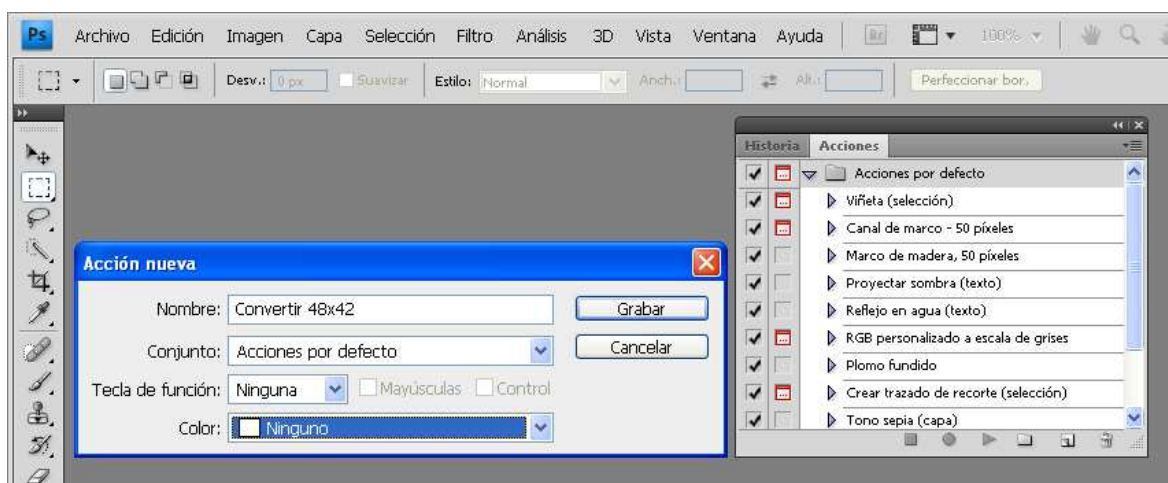 Ps Archivo Edición Imagen Capa Selección Filtro Análisis 3D Vista Ventana Ayuda Br 100%
Desv.: 0 px Suavizar Estilo: Normal Anch.: Alt.: Perfeccionar bor.
Historia Acciones
Acciones por defecto
Viñeta (selección)
Canal de marco - 50 píxeles
Marco de madera, 50 píxeles
Proyectar sombra (texto)
Reflejo en agua (texto)
RGB personalizado a escala de grises
Plomo fundido
Crear trazado de recorte (selección)
Tono sepia (capa)
Acción nueva
Nombre: Convertir 48x42 Grabar
Conjunto: Acciones por defecto Cancelar
Tecla de función: Ninguna Mayúsculas Control
Color: Ninguno